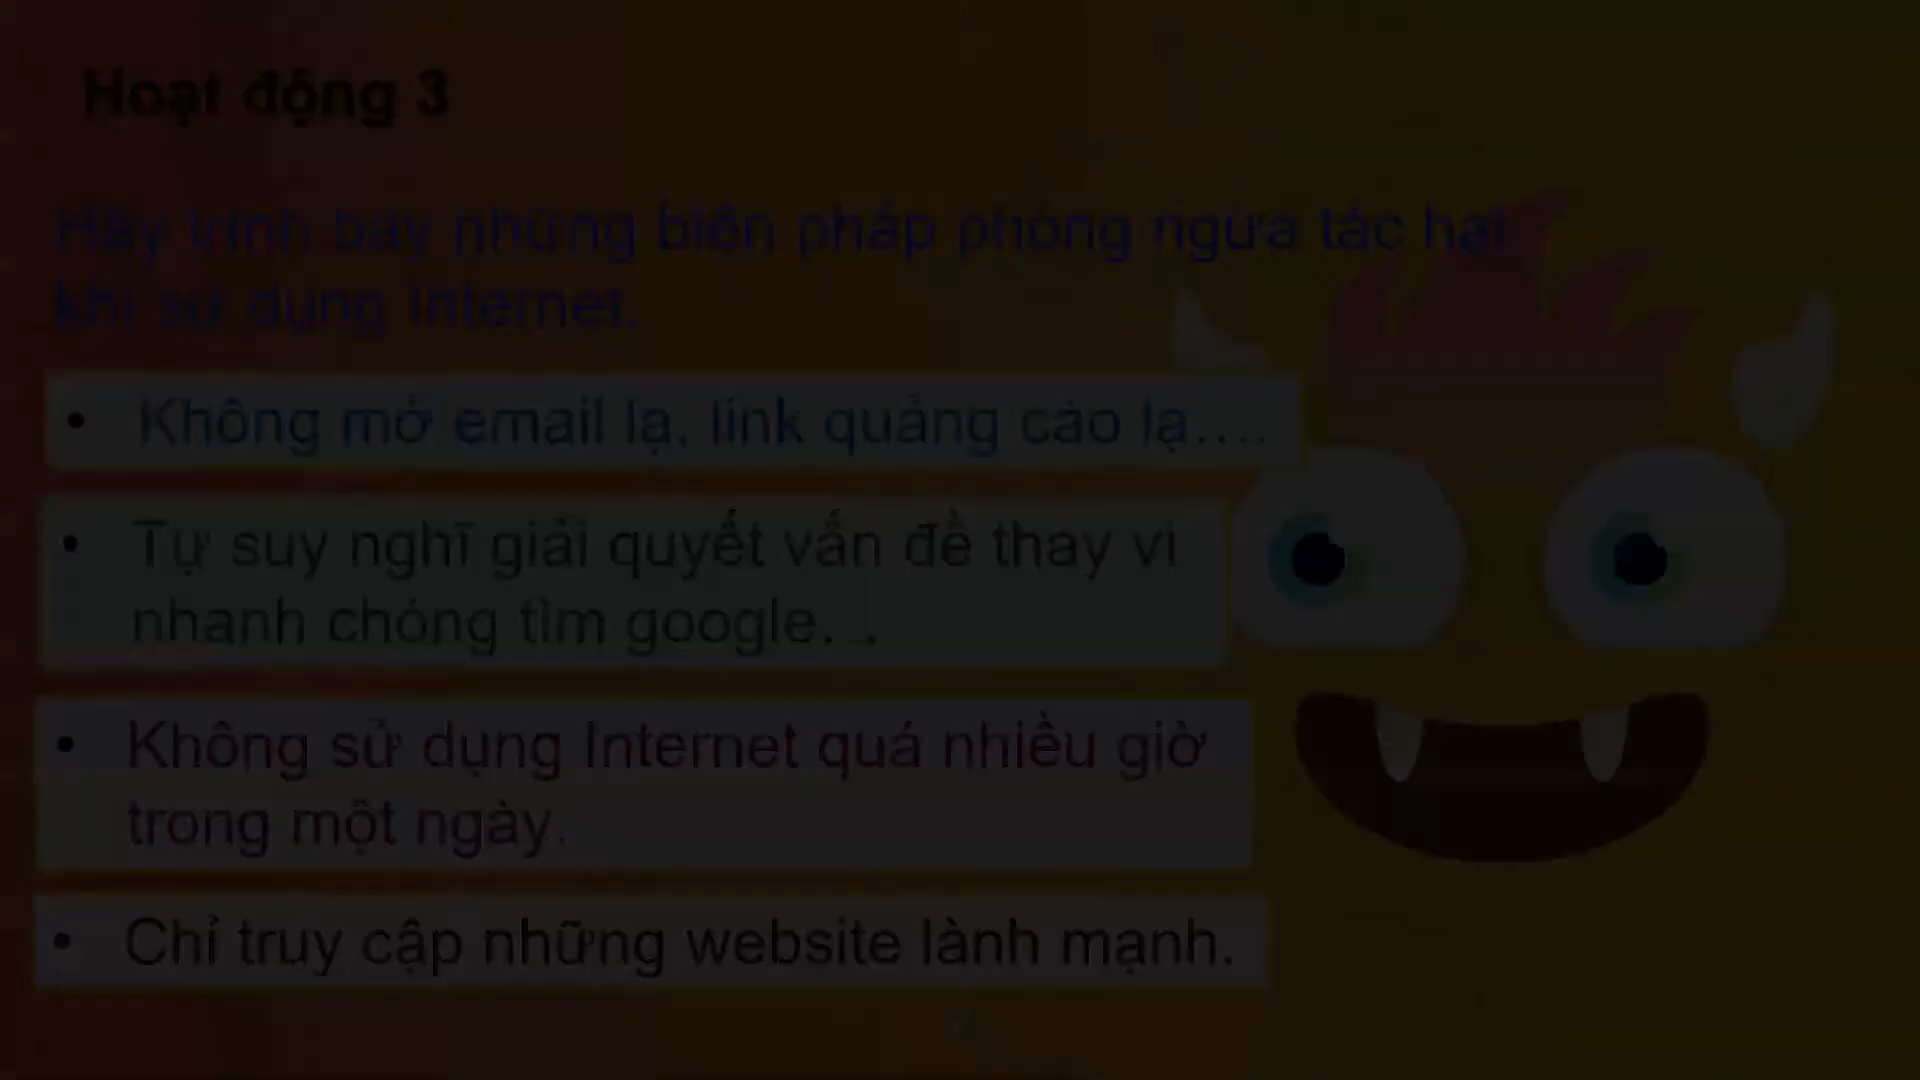 Hoạt động 3
Hãy trình bày những biện pháp phòng ngừa tác hại
khi sử dụng Internet.
• Không mở email lạ, link quảng cáo lạ....
• Tự suy nghĩ giải quyết vấn đề thay vì
nhanh chóng tìm google. ..
• Không sử dụng Internet quá nhiều giờ
trong một ngày.
• Chỉ truy cập những website lành mạnh.